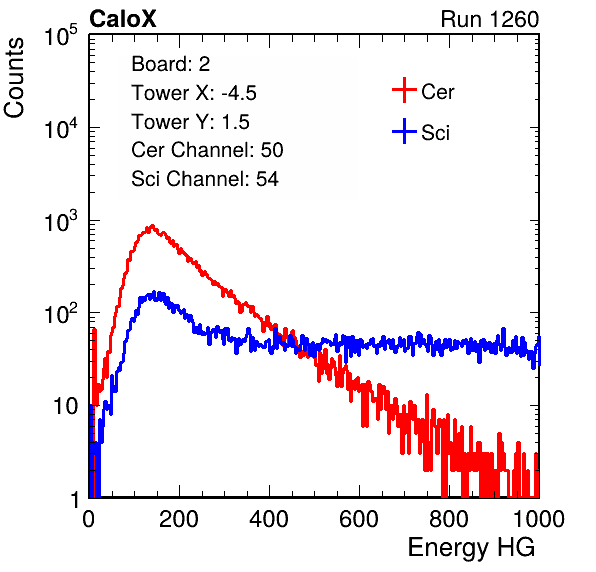 CaloX Run 1260
Counts
10^5
10^4
10^3
10^2
10
1
Board: 2
Tower X: -4.5
Tower Y: 1.5
Cer Channel: 50
Sci Channel: 54
Cer
Sci
0 200 400 600 800 1000
Energy HG